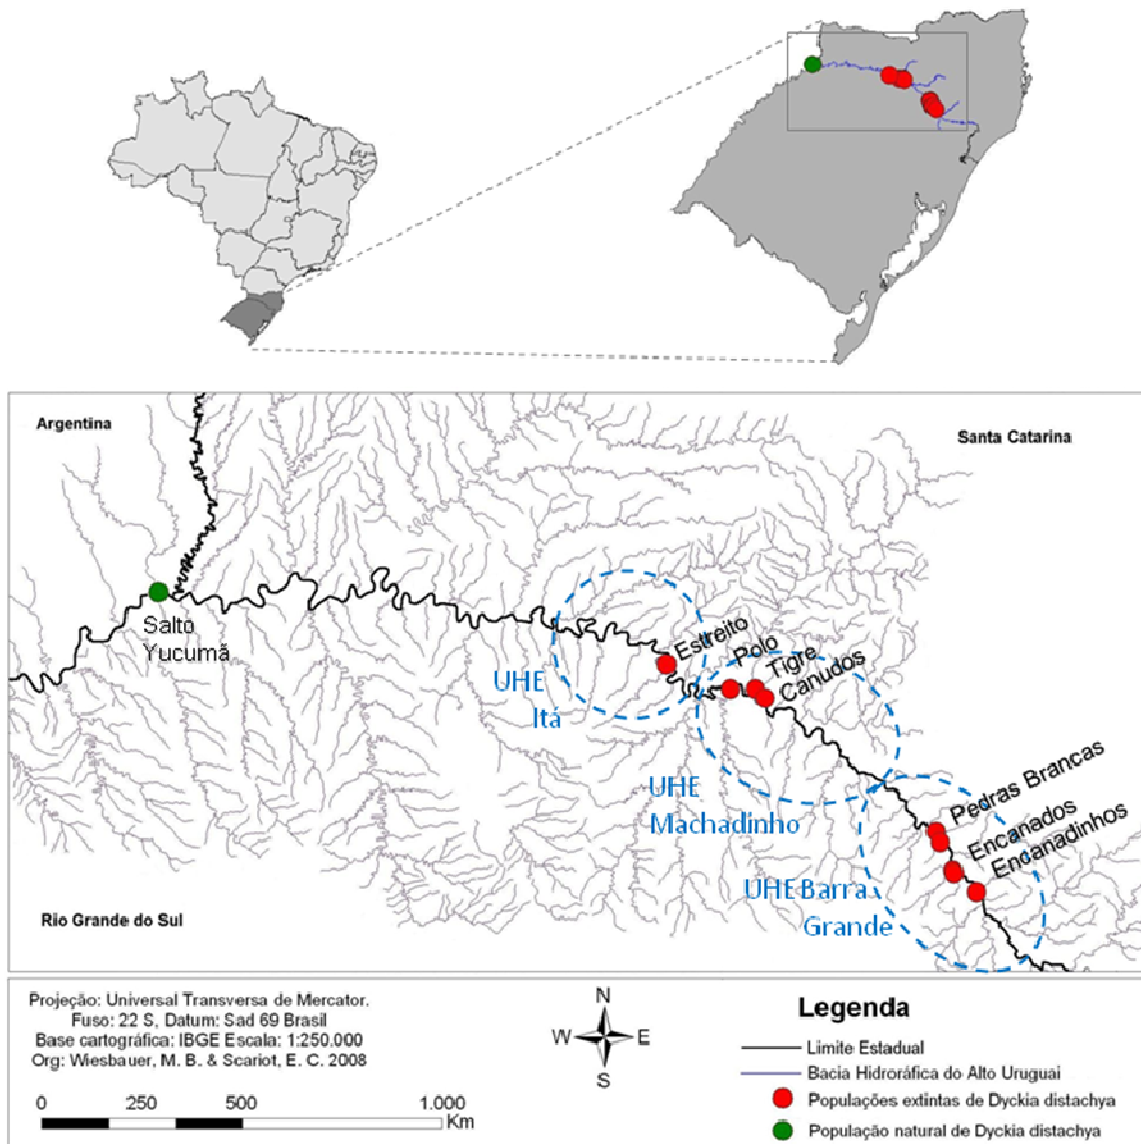 Argentina
Santa Catarina
Salto
Yucumã
Estreito
Polo
Tigre
Canudos
UHE
Itá
UHE
Machadinho
Pedras Brancas
Encanados
Encanadinhos
UHE Barra
Grande
Rio Grande do Sul
Projeção: Universal Transversa de Mercator.
Fuso: 22 S, Datum: Sad 69 Brasil
Base cartográfica: IBGE Escala: 1:250.000
Org: Wiesbauer, M. B. & Scariot, E. C. 2008
0 250 500 1.000
Km
N
W E
S
Legenda
Limite Estadual
Bacia Hidroráfica do Alto Uruguai
Populações extintas de Dyckia distachya
População natural de Dyckia distachya